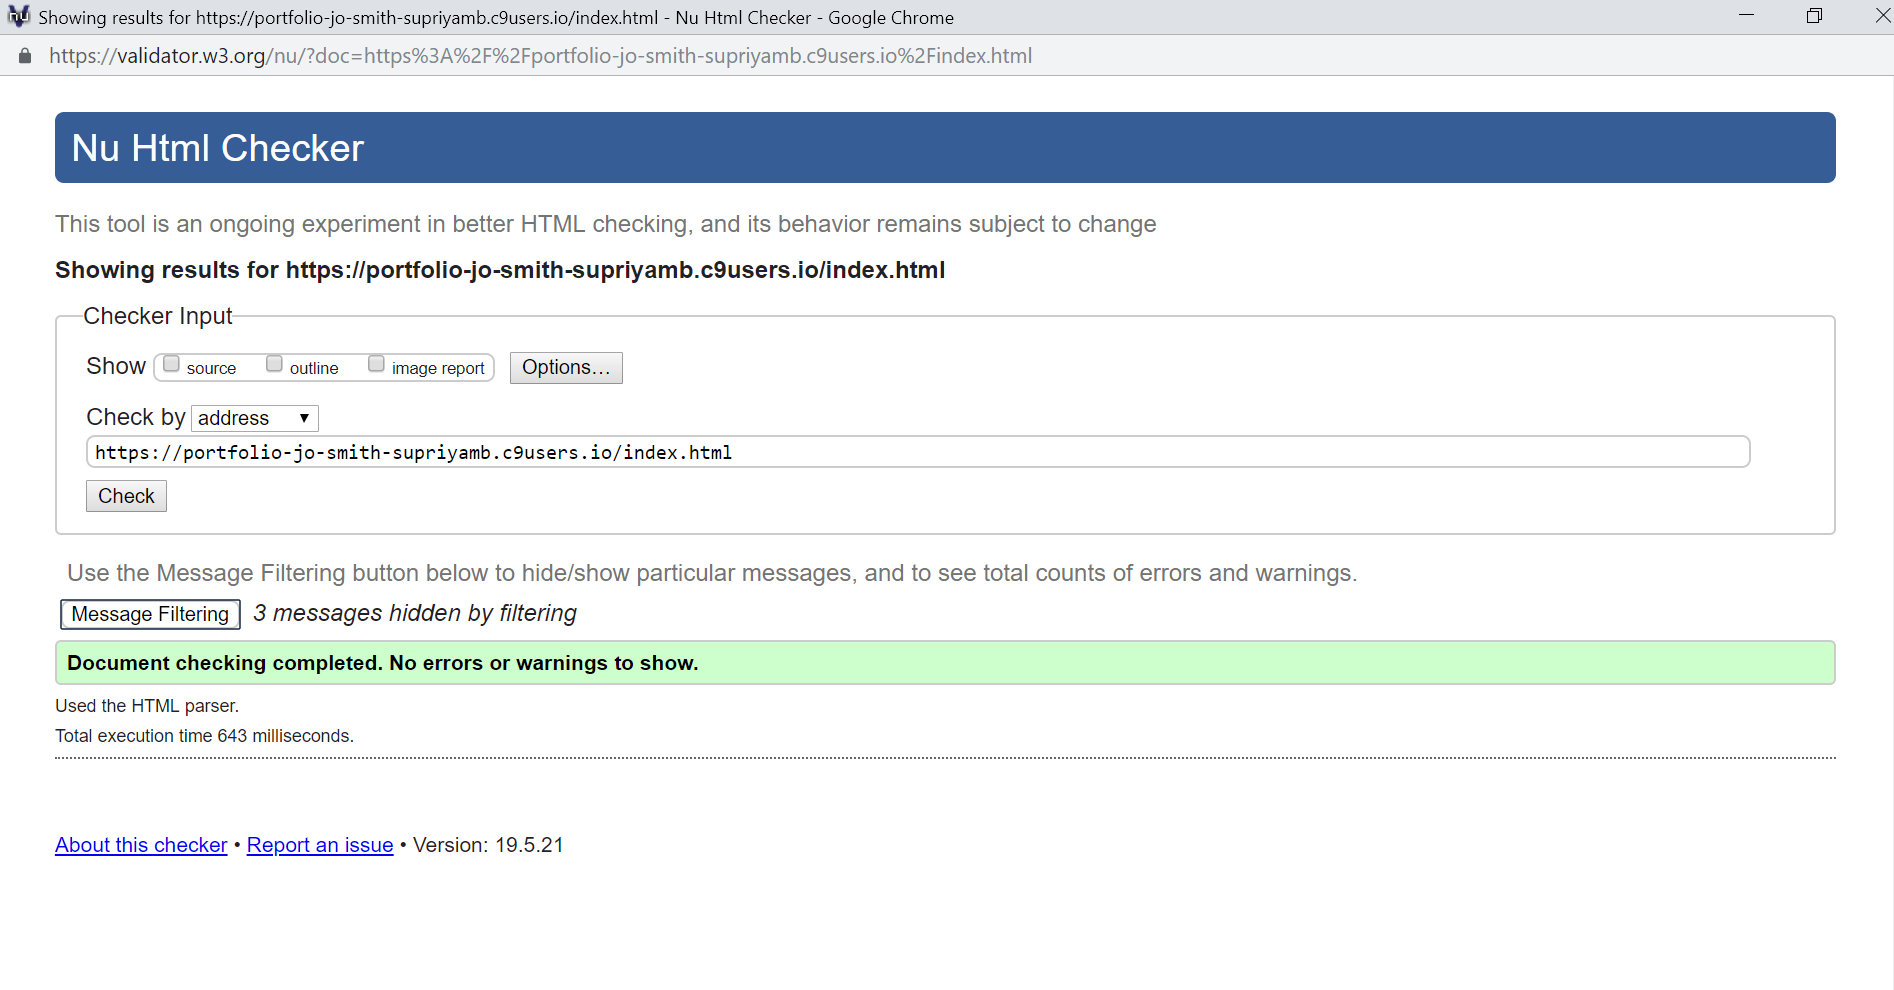 Showing results for https://portfolio-jo-smith-supriyamb.c9users.io/index.html - Nu Html Checker - Google Chrome
https://validator.w3.org/nu/?doc=https%3A%2F%2Fportfolio-jo-smith-supriyamb.c9users.io%2Findex.html
Nu Html Checker
This tool is an ongoing experiment in better HTML checking, and its behavior remains subject to change
Showing results for https://portfolio-jo-smith-supriyamb.c9users.io/index.html
Checker Input
Show source outline image report Options...
Check by address
https://portfolio-jo-smith-supriyamb.c9users.io/index.html
Check
Use the Message Filtering button below to hide/show particular messages, and to see total counts of errors and warnings.
Message Filtering 3 messages hidden by filtering
Document checking completed. No errors or warnings to show.
Used the HTML parser.
Total execution time 643 milliseconds.
About this checker • Report an issue • Version: 19.5.21